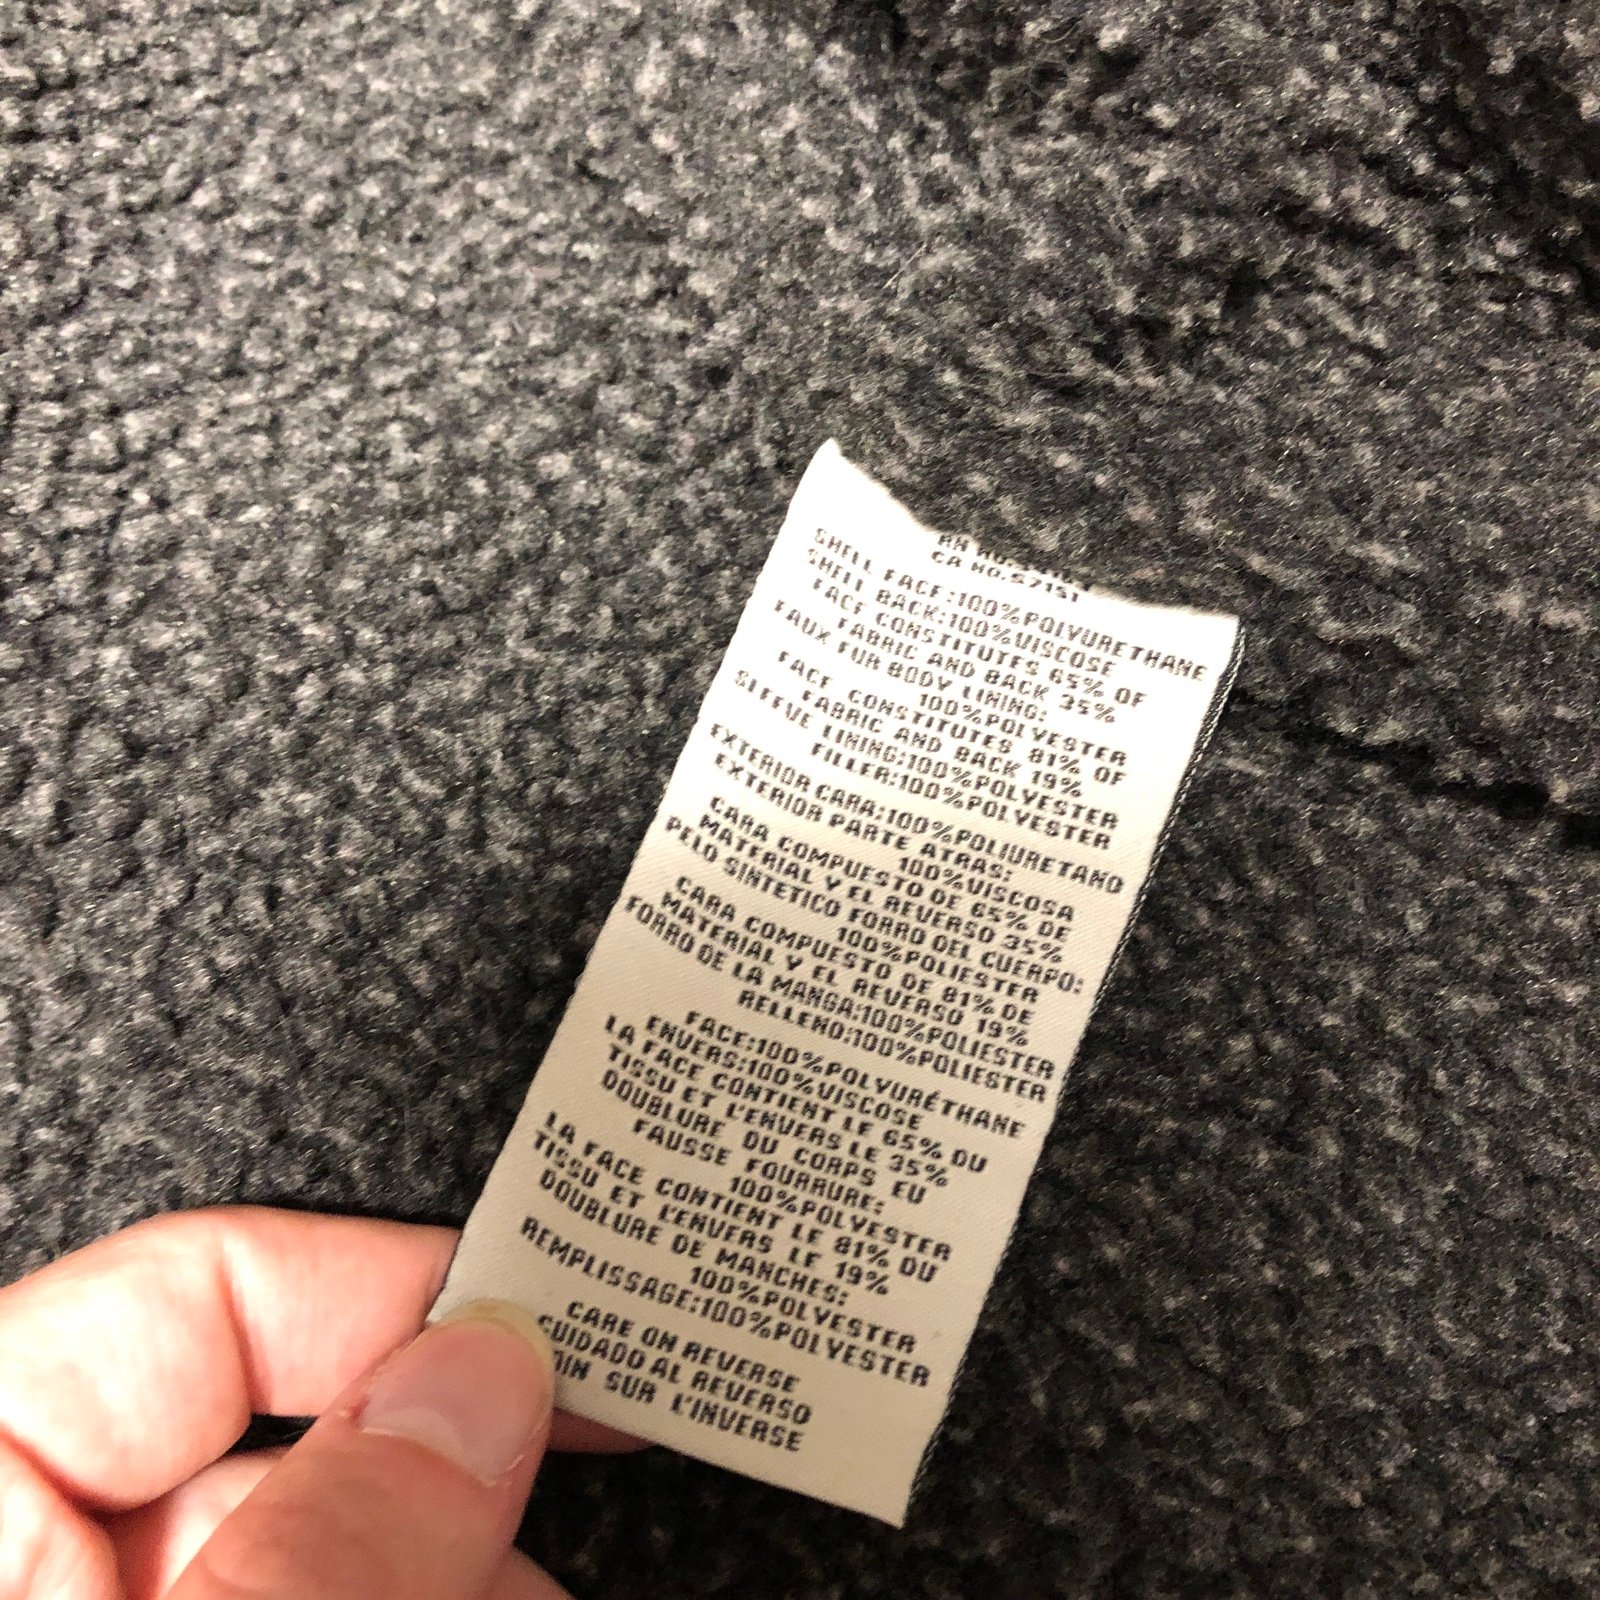 CA NO.57151
SHELL FACE:100%POLYURETHANE
SHELL BACK:100%VISCOSE
FACE CONSTITUTES 65% OF
FABRIC AND BACK 35%
FAUX FUR BODY LINING:
100%POLYESTER
FACE CONSTITUTES 81% OF
FABRIC AND BACK 19%
SLEEVE LINING:100%POLYESTER
FILLER:100%POLYESTER
EXTERIOR CARA:100%POLIURETANO
EXTERIOR PARTE ATRAS:
100%VISCOSA
CARA COMPUESTO DE 65% DE
MATERIAL Y EL REVERSO 35%
PELO SINTETICO FORRO DEL CUERPO:
100%POLIESTER
CARA COMPUESTO DE 81% DE
MATERIAL Y EL REVERSO 19%
FORRO DE LA MANGA:100%POLIESTER
RELLENO:100%POLIESTER
FACE:100%POLYURÉTHANE
ENVERS:100%VISCOSE
LA FACE CONTIENT LE 65% DU
TISSU ET L'ENVERS LE 35%
DOUBLURE DU CORPS EU
FAUSSE FOURRURE:
100%POLYESTER
LA FACE CONTIENT LE 81% DU
TISSU ET L'ENVERS LE 19%
DOUBLURE DE MANCHES:
100%POLYESTER
REMPLISSAGE:100%POLYESTER
CARE ON REVERSE
CUIDADO AL REVERSO
SUR L'INVERSE